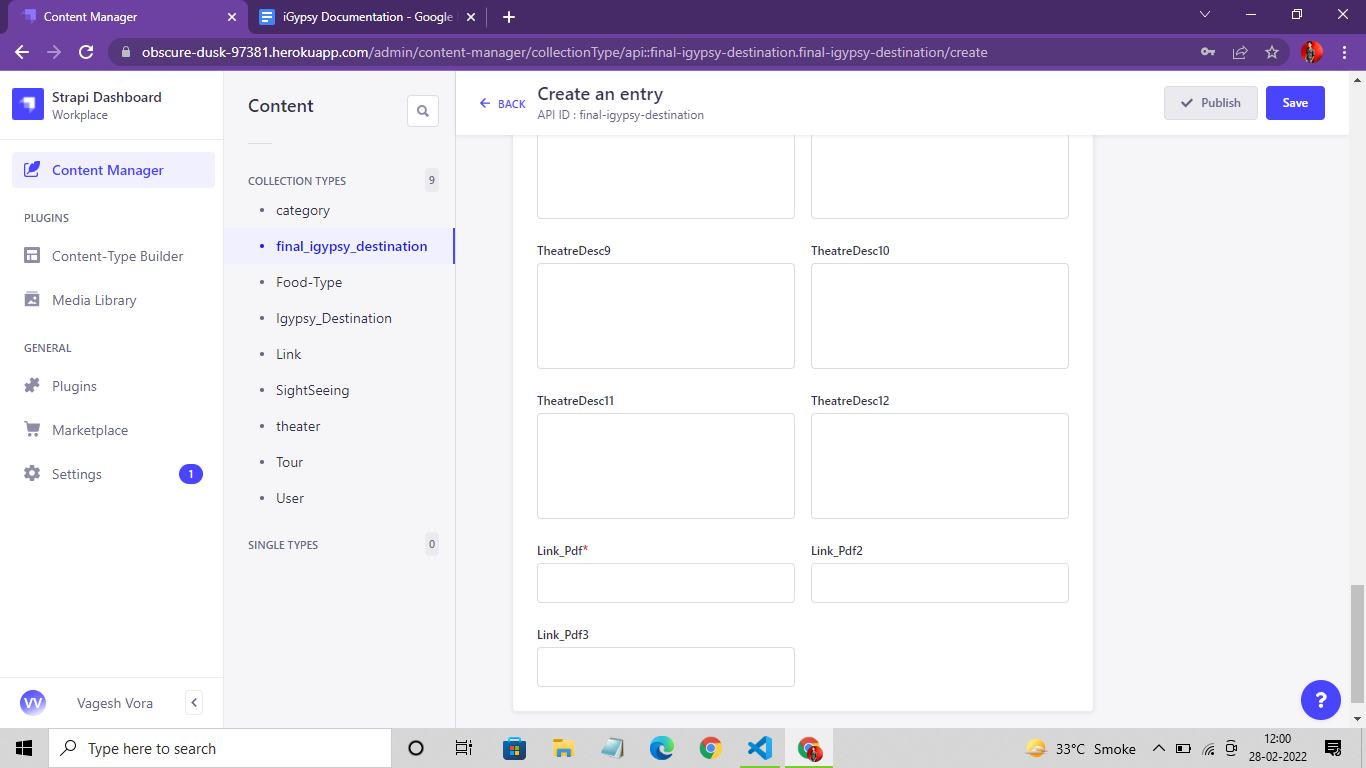 Content Manager
iGypsy Documentation - Google
obscure-dusk-97381.herokuapp.com/admin/content-manager/collectionType/api::final-igypsy-destination.final-igypsy-destination/create
Strapi Dashboard
Workplace
Content Manager
PLUGINS
Content-Type Builder
Media Library
GENERAL
Plugins
Marketplace
Settings
1
VV
Vagesh Vora
Content
COLLECTION TYPES
9
category
final_igypsy_destination
Food-Type
Igypsy_Destination
Link
SightSeeing
theater
Tour
User
SINGLE TYPES
0
BACK
Create an entry
API ID : final-igypsy-destination
Publish
Save
TheatreDesc9
TheatreDesc10
TheatreDesc11
TheatreDesc12
Link_Pdf*
Link_Pdf2
Link_Pdf3
?
Type here to search
33°C Smoke
12:00
28-02-2022